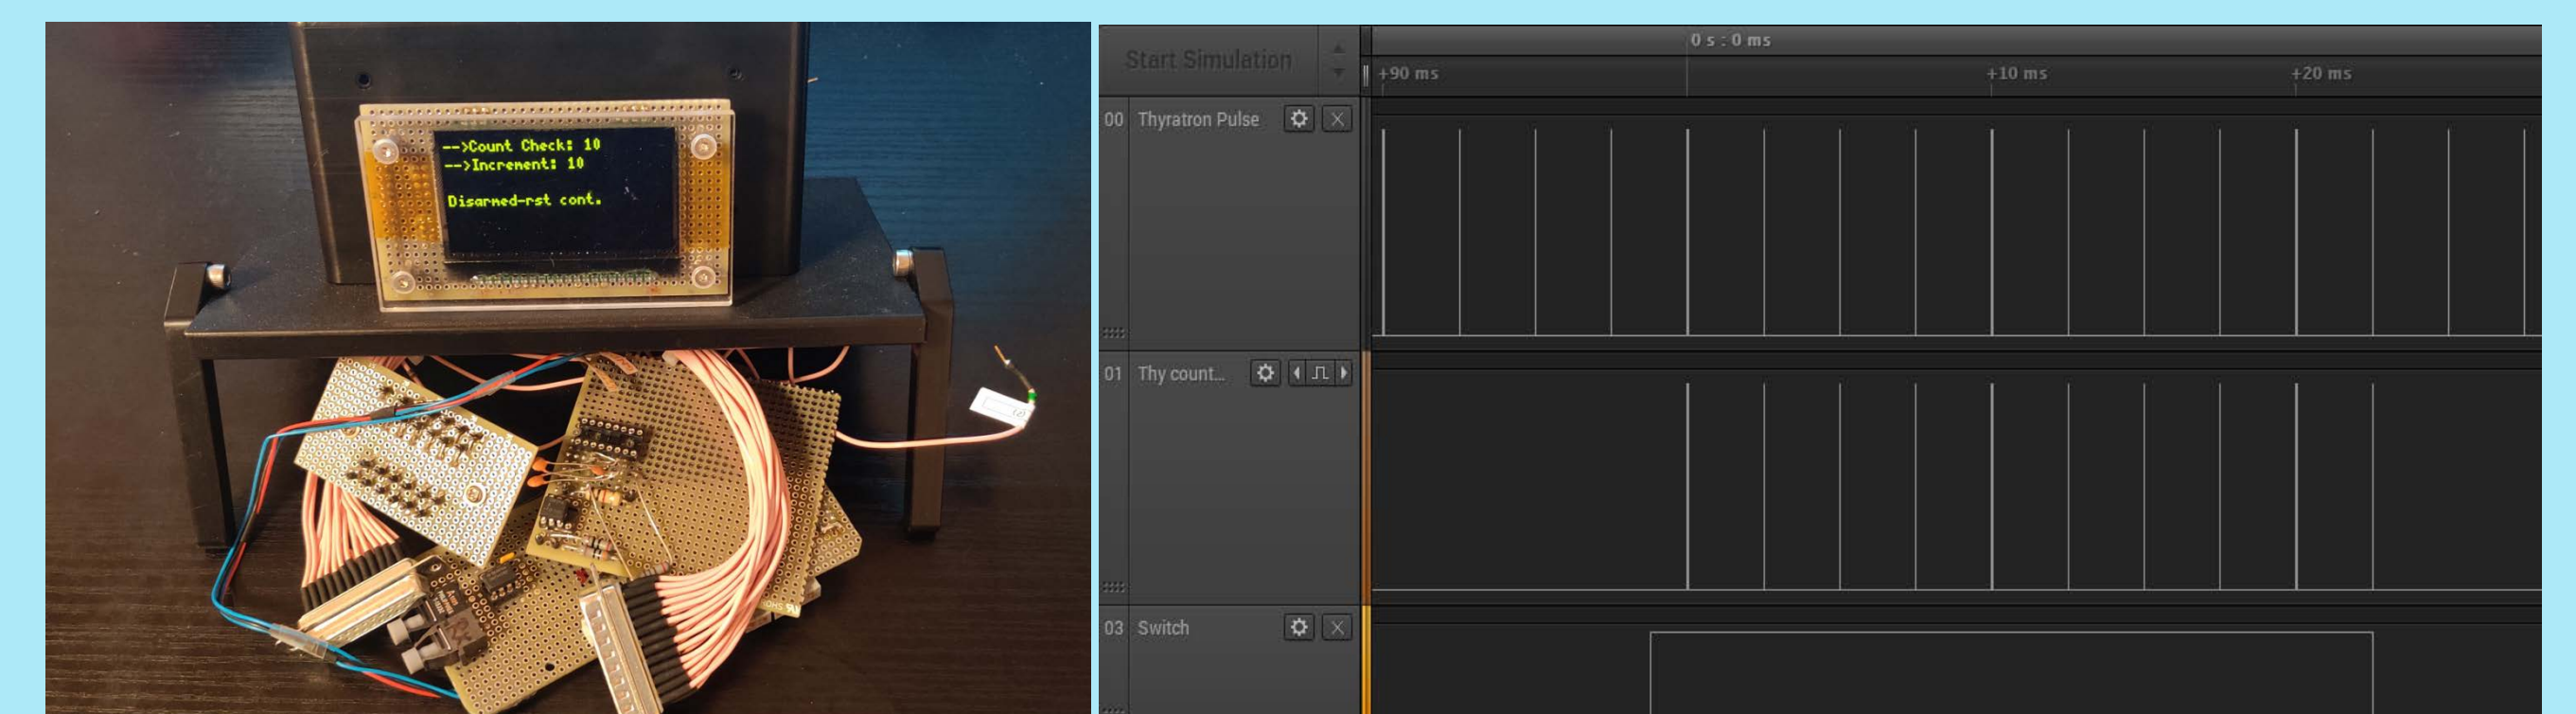 -->Count Check: 10
-->Increment: 10
Disarmed-rst cont.
Start Simulation
0 s : 0 ms
+90 ms
+10 ms
+20 ms
00 Thyratron Pulse
01 Thy count...
03 Switch